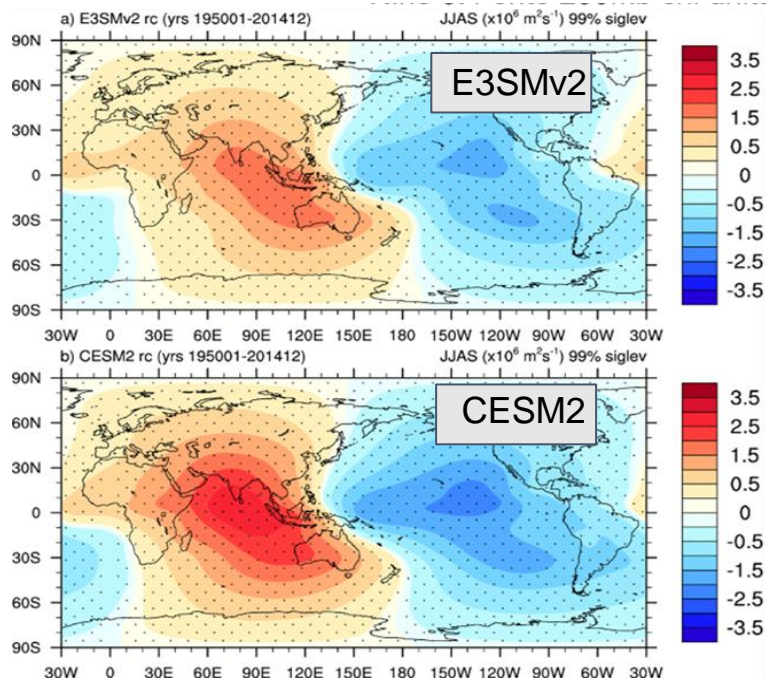 a) E3SMv2 rc (yrs 195001-201412) JJAS (x10⁶ m²s⁻¹) 99% siglev
E3SMv2
90N
60N
30N
0
30S
60S
90S
30W 0 30E 60E 90E 120E 150E 180 150W 120W 90W 60W 30W
3.5
2.5
1.5
0.5
0
-0.5
-1.5
-2.5
-3.5
b) CESM2 rc (yrs 195001-201412) JJAS (x10⁶ m²s⁻¹) 99% siglev
CESM2
90N
60N
30N
0
30S
60S
90S
30W 0 30E 60E 90E 120E 150E 180 150W 120W 90W 60W 30W
3.5
2.5
1.5
0.5
0
-0.5
-1.5
-2.5
-3.5